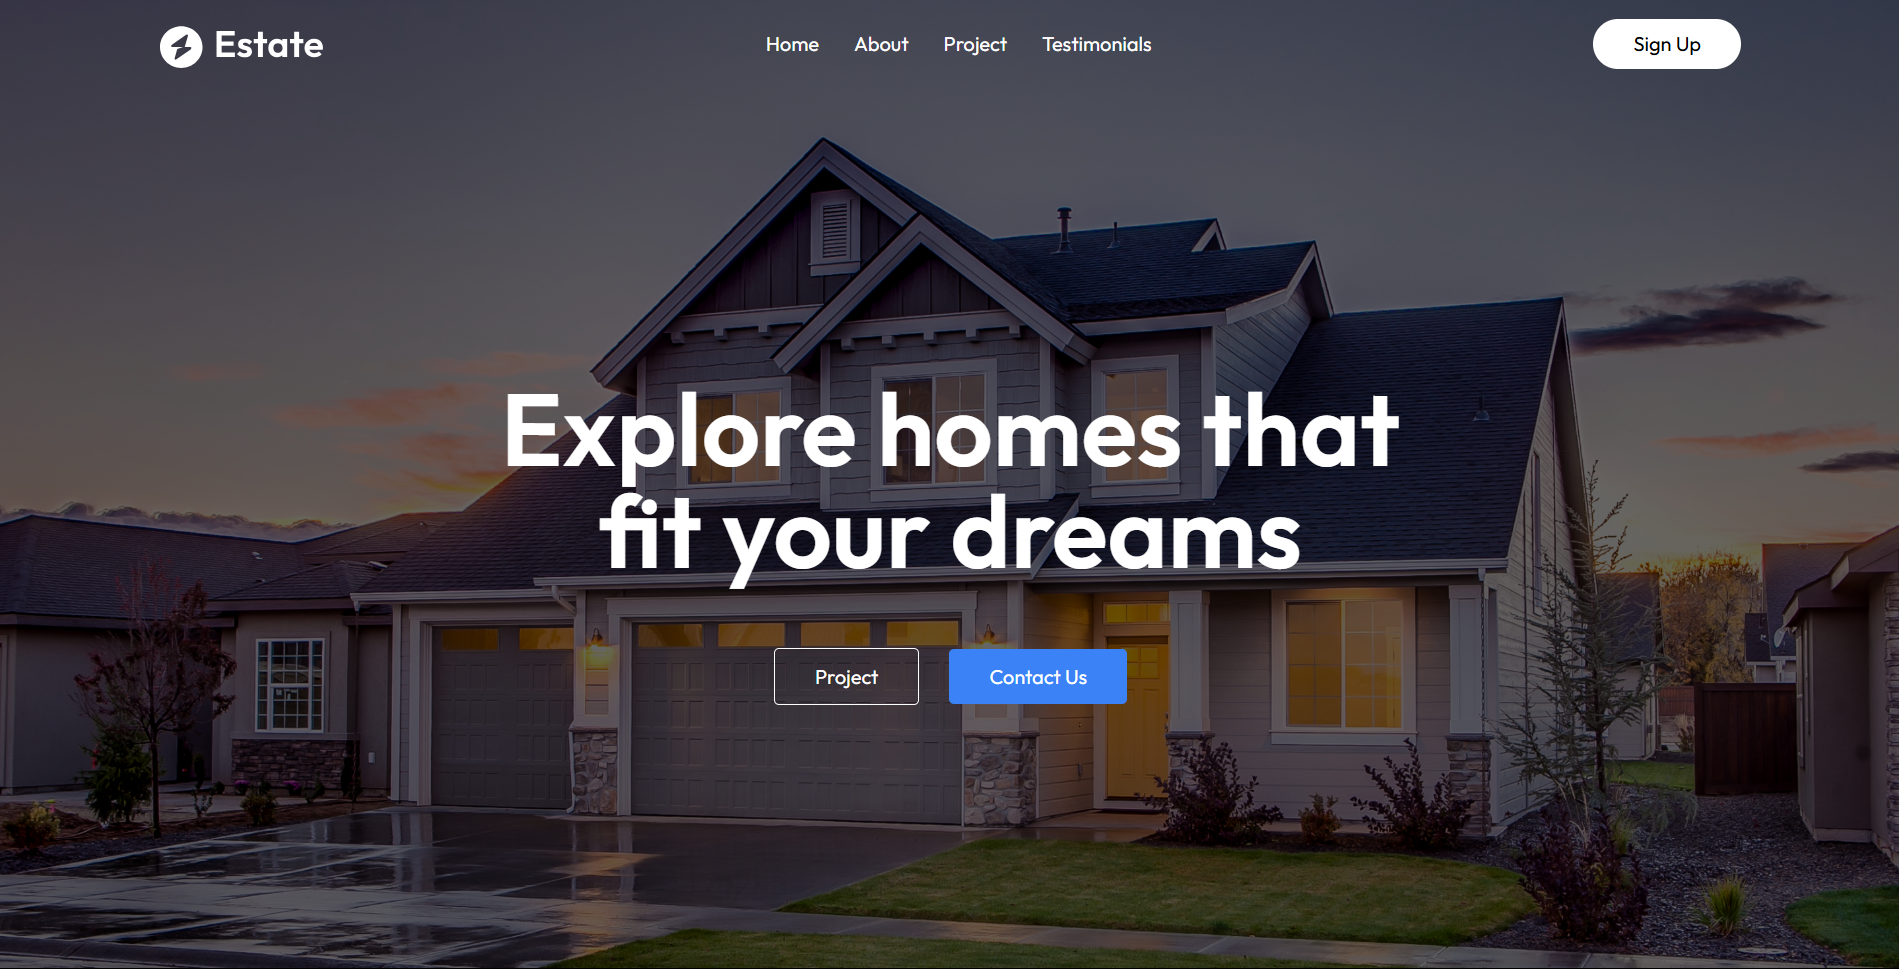 Estate
Home About Project Testimonials
Sign Up
Explore homes that
fit your dreams
Project
Contact Us